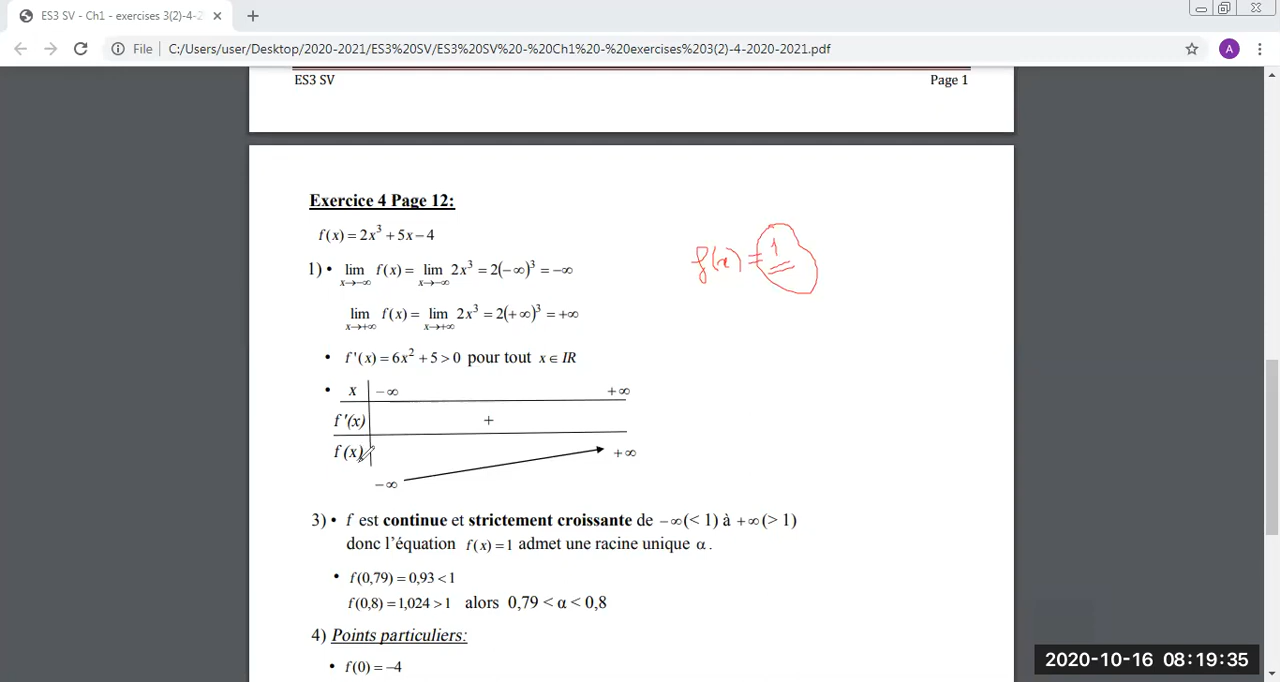 ES3 SV - Ch1 - exercises 3(2)-4-2
File C:/Users/user/Desktop/2020-2021/ES3%20SV/ES3%20SV%20-%20Ch1%20-%20exercises%203(2)-4-2020-2021.pdf
A
ES3 SV Page 1
Exercice 4 Page 12:
f(x) = 2x³ + 5x − 4
f(x) = 1
1) • lim x→−∞ f(x) = lim x→−∞ 2x³ = 2(−∞)³ = −∞
lim x→+∞ f(x) = lim x→+∞ 2x³ = 2(+∞)³ = +∞
• f'(x) = 6x² + 5 > 0 pour tout x ∈ IR
• x −∞ +∞
f'(x) +
f(x) +∞
−∞
3) • f est continue et strictement croissante de −∞(< 1) à +∞(> 1)
donc l'équation f(x) = 1 admet une racine unique α.
• f(0,79) = 0,93 < 1
f(0,8) = 1,024 > 1 alors 0,79 < α < 0,8
4) Points particuliers:
• f(0) = −4
2020-10-16 08:19:35